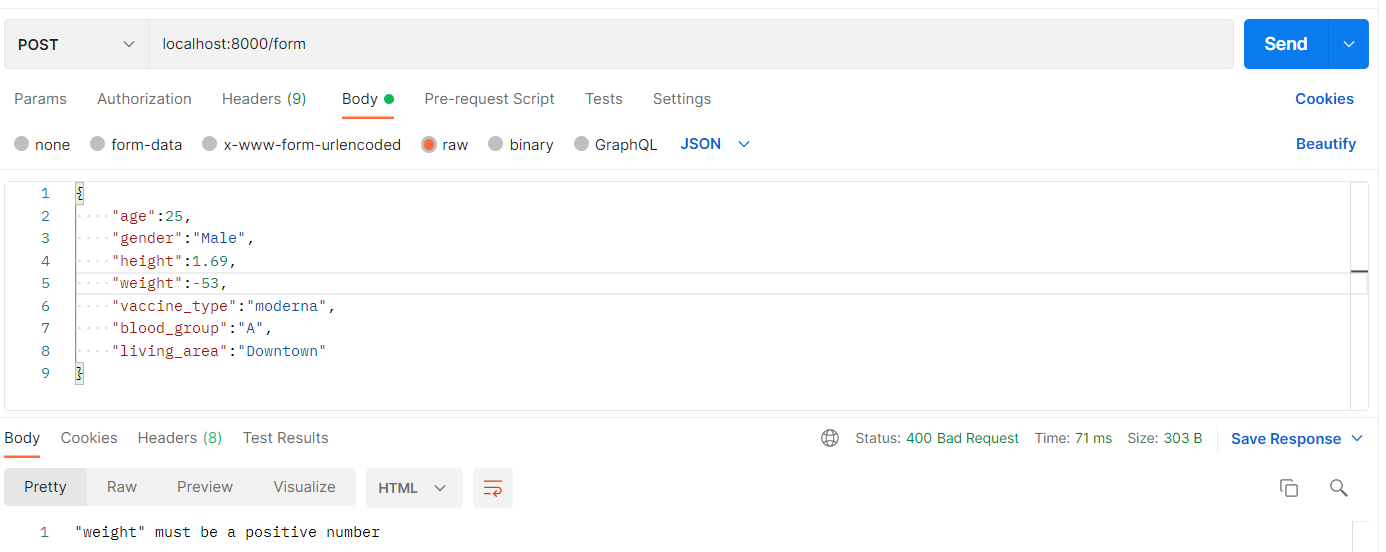 POST localhost:8000/form Send
Params Authorization Headers (9) Body Pre-request Script Tests Settings Cookies
none form-data x-www-form-urlencoded raw binary GraphQL JSON Beautify
1 {
2 "age":25,
3 "gender":"Male",
4 "height":1.69,
5 "weight":-53,
6 "vaccine_type":"moderna",
7 "blood_group":"A",
8 "living_area":"Downtown"
9 }
Body Cookies Headers (8) Test Results Status: 400 Bad Request Time: 71 ms Size: 303 B Save Response
Pretty Raw Preview Visualize HTML
1 "weight" must be a positive number